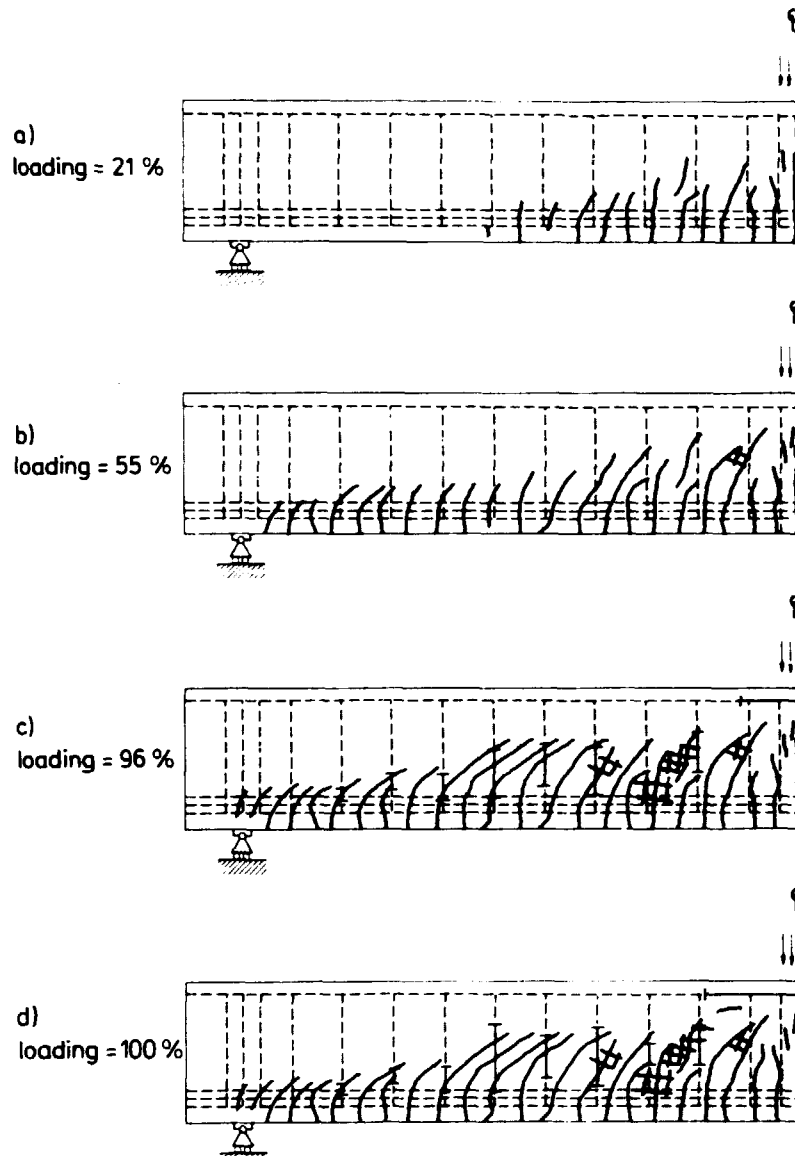 a)
loading = 21 %
b)
loading = 55 %
c)
loading = 96 %
d)
loading = 100 %